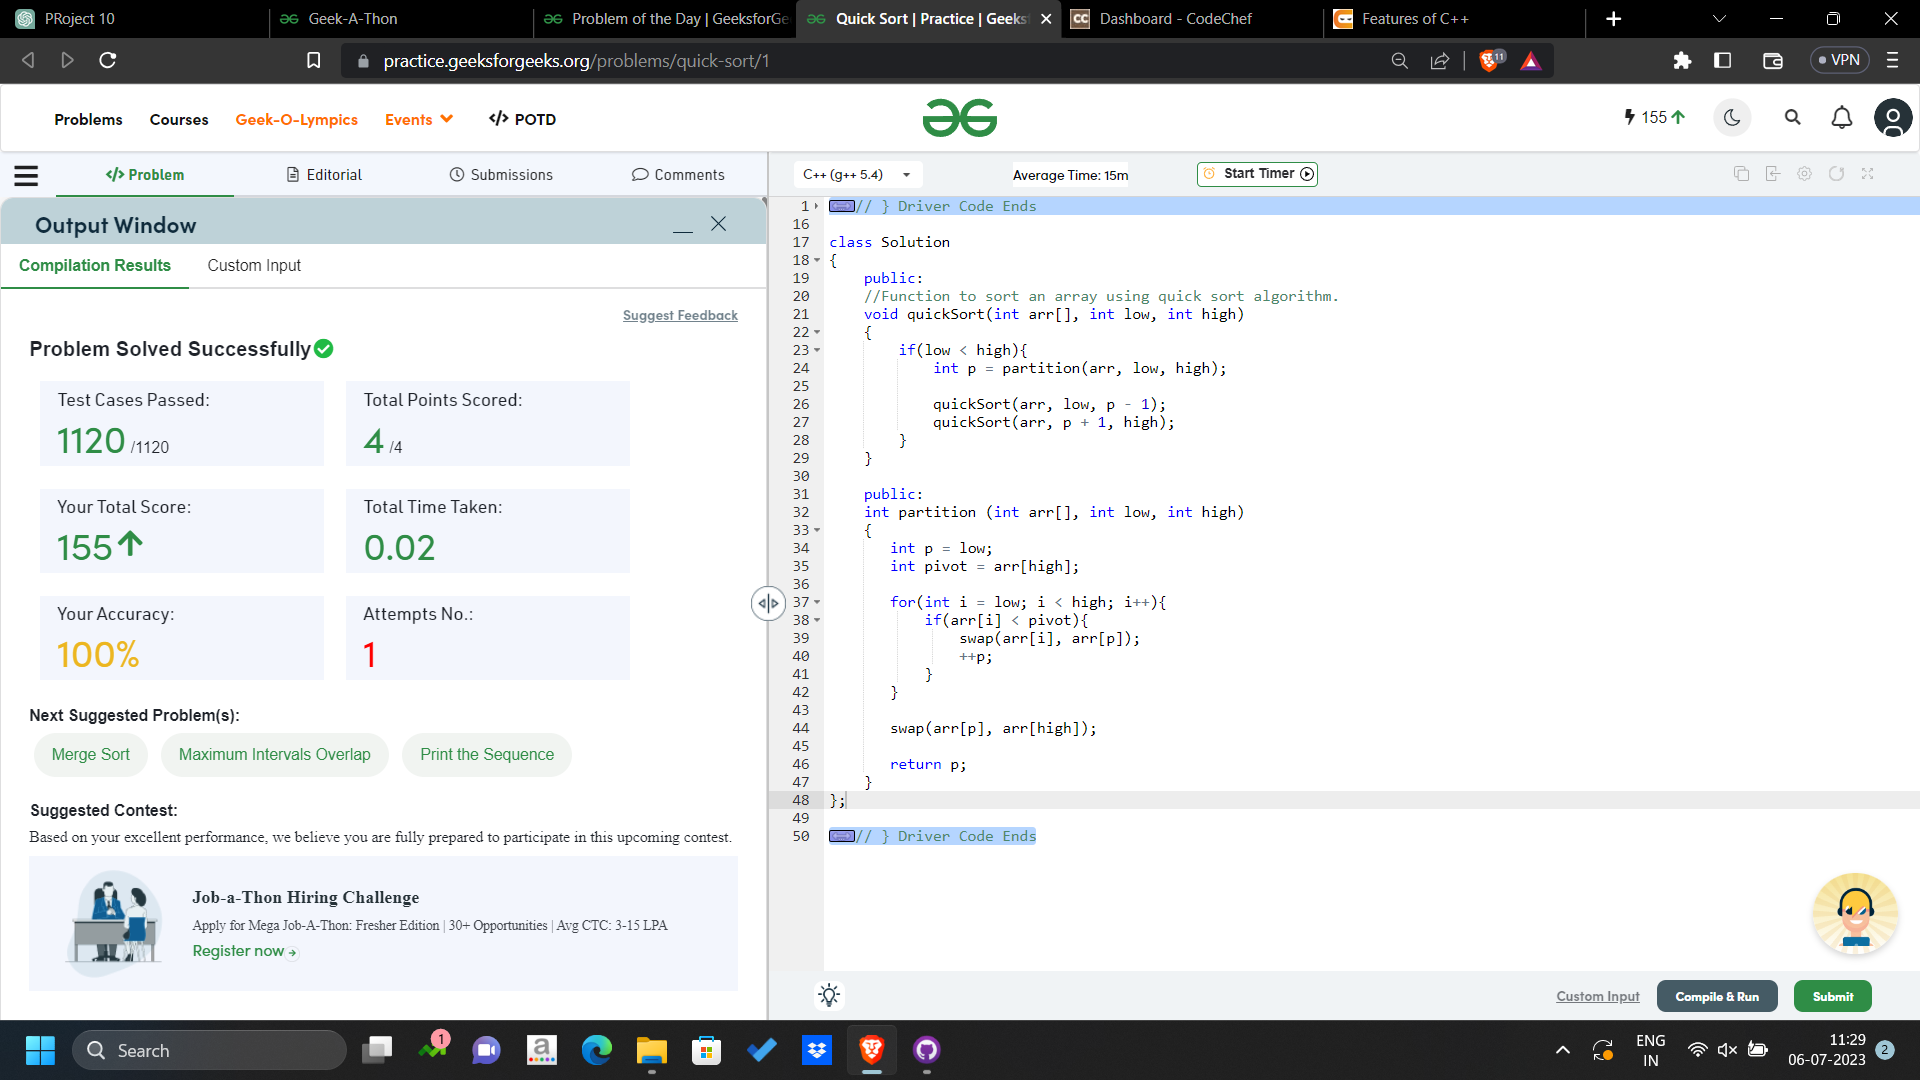 PRoject 10
Geek-A-Thon
Problem of the Day | GeeksforGe
Quick Sort | Practice | Geeks
Dashboard - CodeChef
Features of C++
practice.geeksforgeeks.org/problems/quick-sort/1
11
VPN
Problems
Courses
Geek-O-Lympics
Events
</> POTD
155
</> Problem
Editorial
Submissions
Comments
C++ (g++ 5.4)
Average Time: 15m
Start Timer
Output Window
Compilation Results
Custom Input
Suggest Feedback
Problem Solved Successfully
Test Cases Passed:
1120 /1120
Total Points Scored:
4 /4
Your Total Score:
155
Total Time Taken:
0.02
Your Accuracy:
100%
Attempts No.:
1
Next Suggested Problem(s):
Merge Sort
Maximum Intervals Overlap
Print the Sequence
Suggested Contest:
Based on your excellent performance, we believe you are fully prepared to participate in this upcoming contest.
Job-a-Thon Hiring Challenge
Apply for Mega Job-A-Thon: Fresher Edition | 30+ Opportunities | Avg CTC: 3-15 LPA
Register now
1 // } Driver Code Ends
16
17 class Solution
18 {
19 public:
20 //Function to sort an array using quick sort algorithm.
21 void quickSort(int arr[], int low, int high)
22 {
23 if(low < high){
24 int p = partition(arr, low, high);
25
26 quickSort(arr, low, p - 1);
27 quickSort(arr, p + 1, high);
28 }
29 }
30
31 public:
32 int partition (int arr[], int low, int high)
33 {
34 int p = low;
35 int pivot = arr[high];
36
37 for(int i = low; i < high; i++){
38 if(arr[i] < pivot){
39 swap(arr[i], arr[p]);
40 ++p;
41 }
42 }
43
44 swap(arr[p], arr[high]);
45
46 return p;
47 }
48 };
49
50 // } Driver Code Ends
Custom Input
Compile & Run
Submit
Search
1
a
ENG
IN
11:29
06-07-2023
2